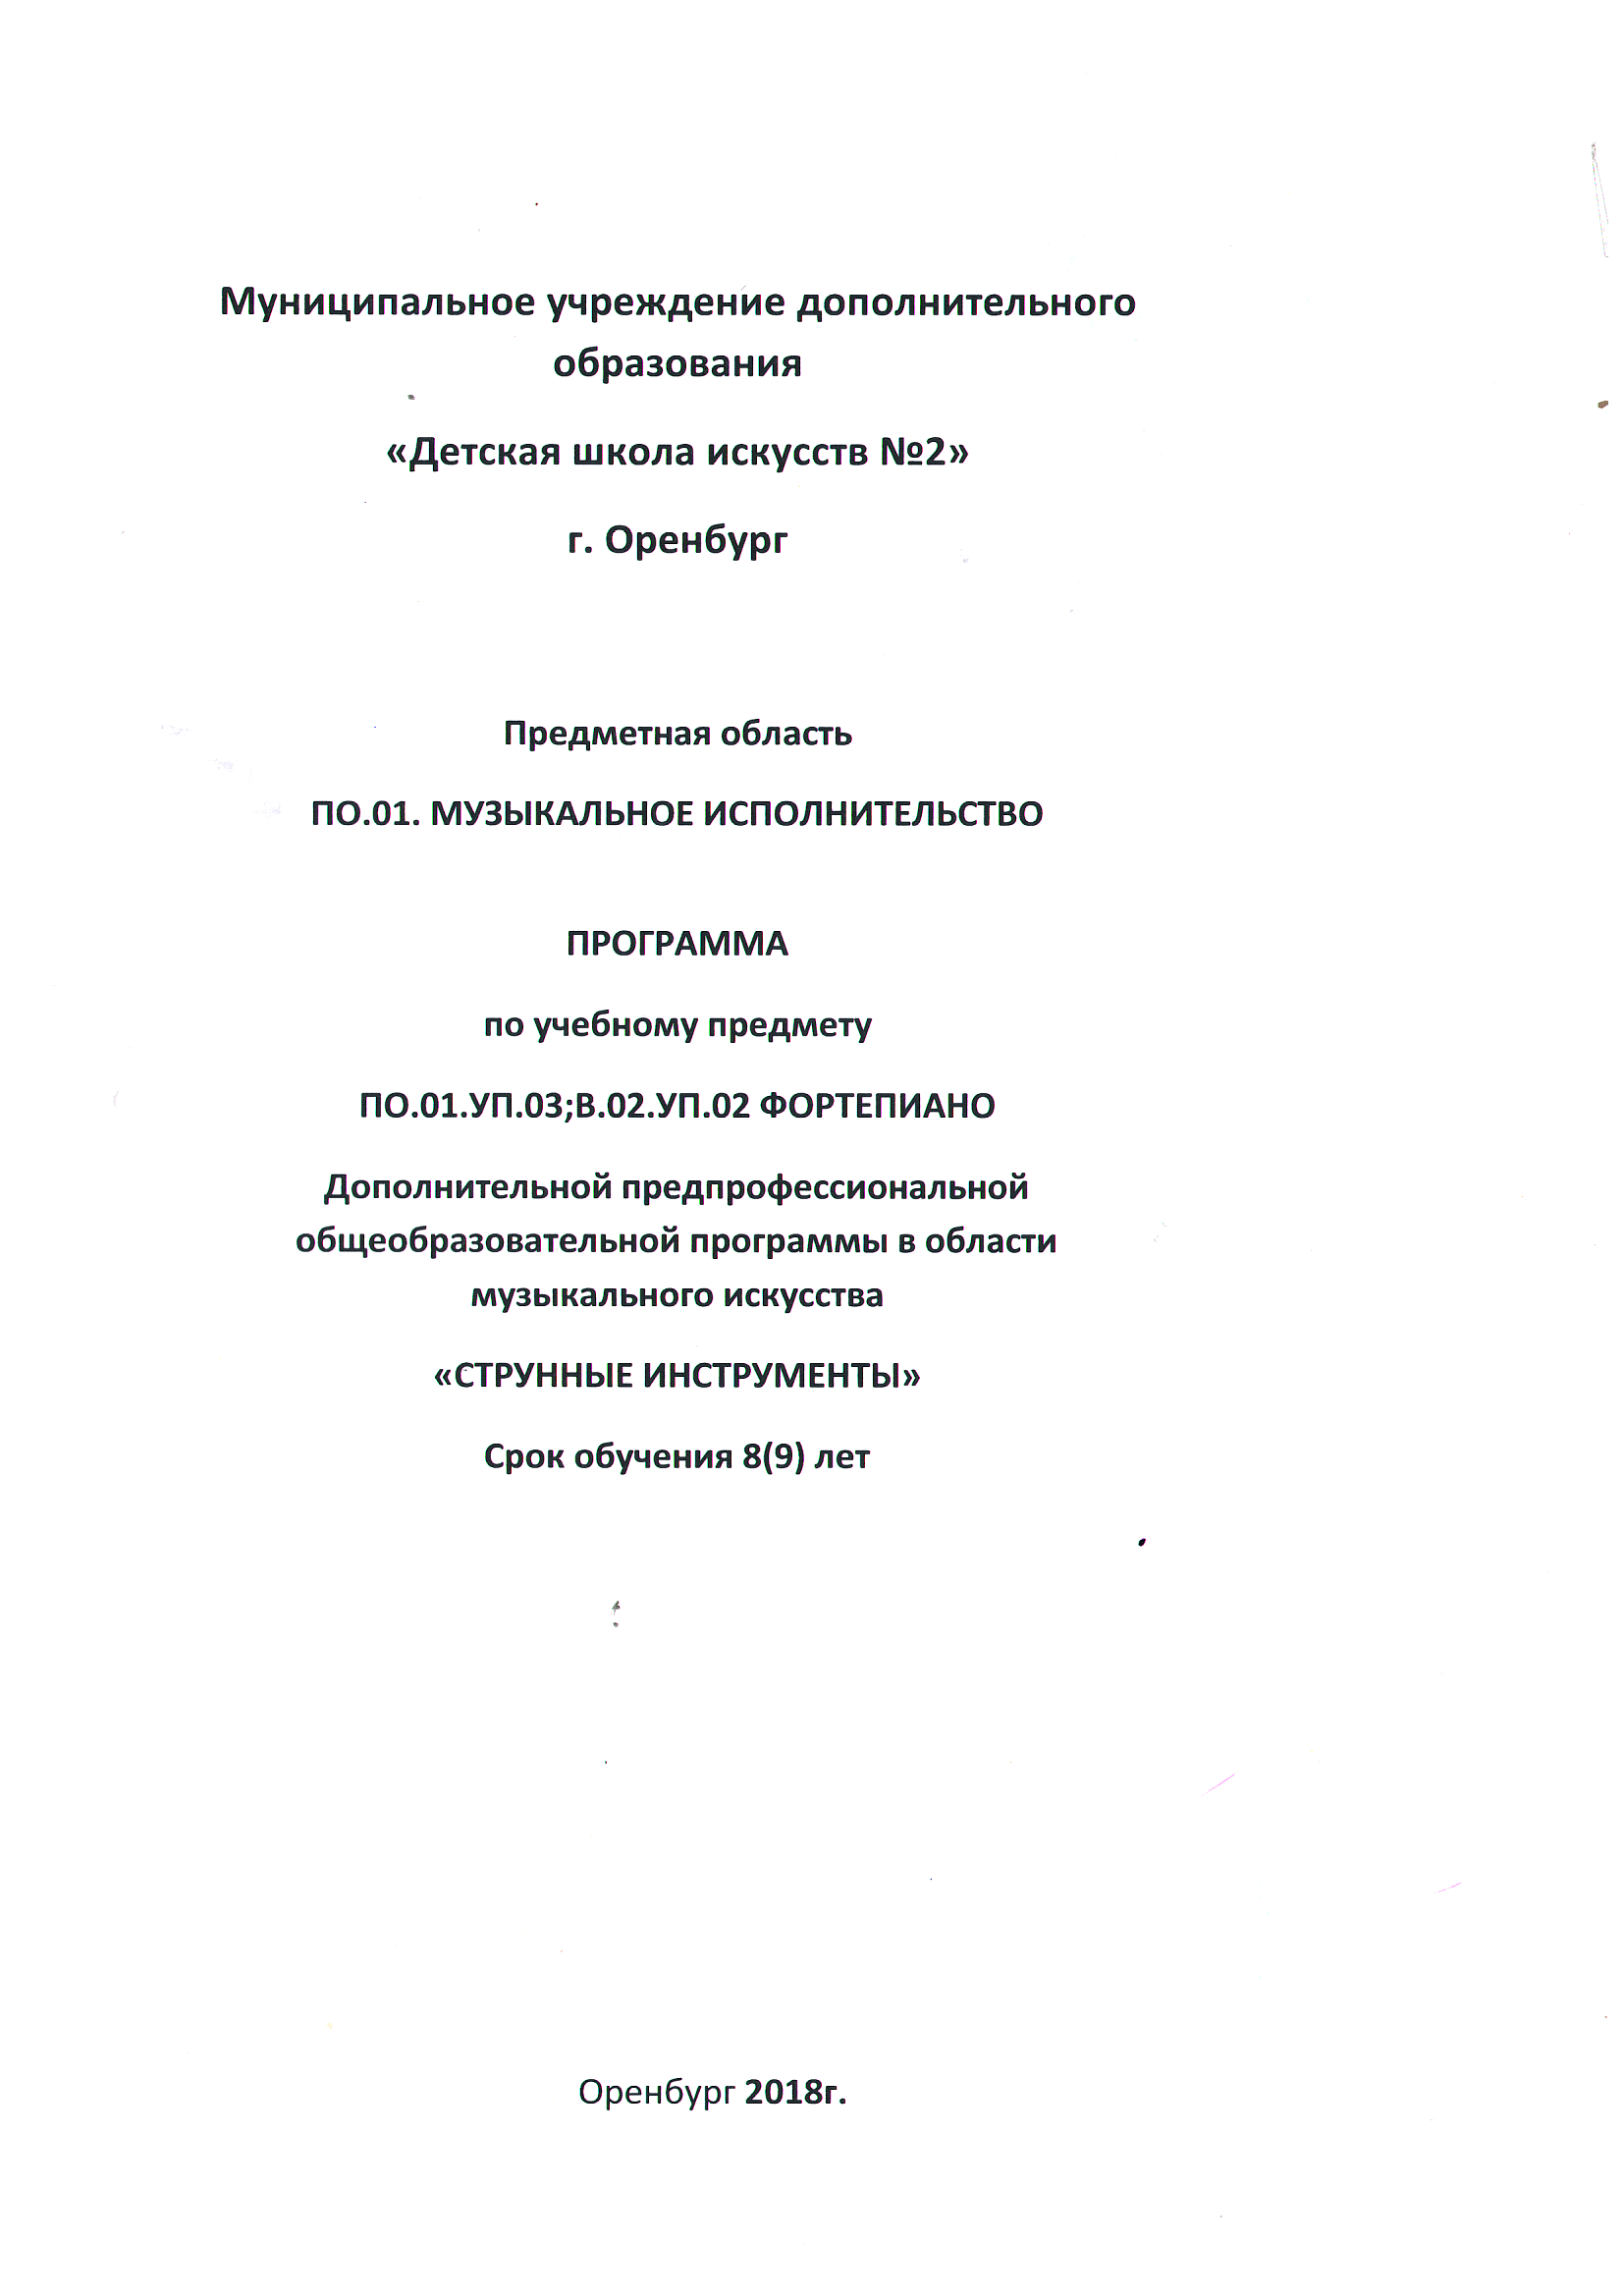 Муниципальное учреждение дополнительного
образования
«Детская школа искусств №2»
г. Оренбург
Предметная область
ПО.01. МУЗЫКАЛЬНОЕ ИСПОЛНИТЕЛЬСТВО
ПРОГРАММА
по учебному предмету
ПО.01.УП.03;В.02.УП.02 ФОРТЕПИАНО
Дополнительной предпрофессиональной
общеобразовательной программы в области
музыкального искусства
«СТРУННЫЕ ИНСТРУМЕНТЫ»
Срок обучения 8(9) лет
Оренбург 2018г.